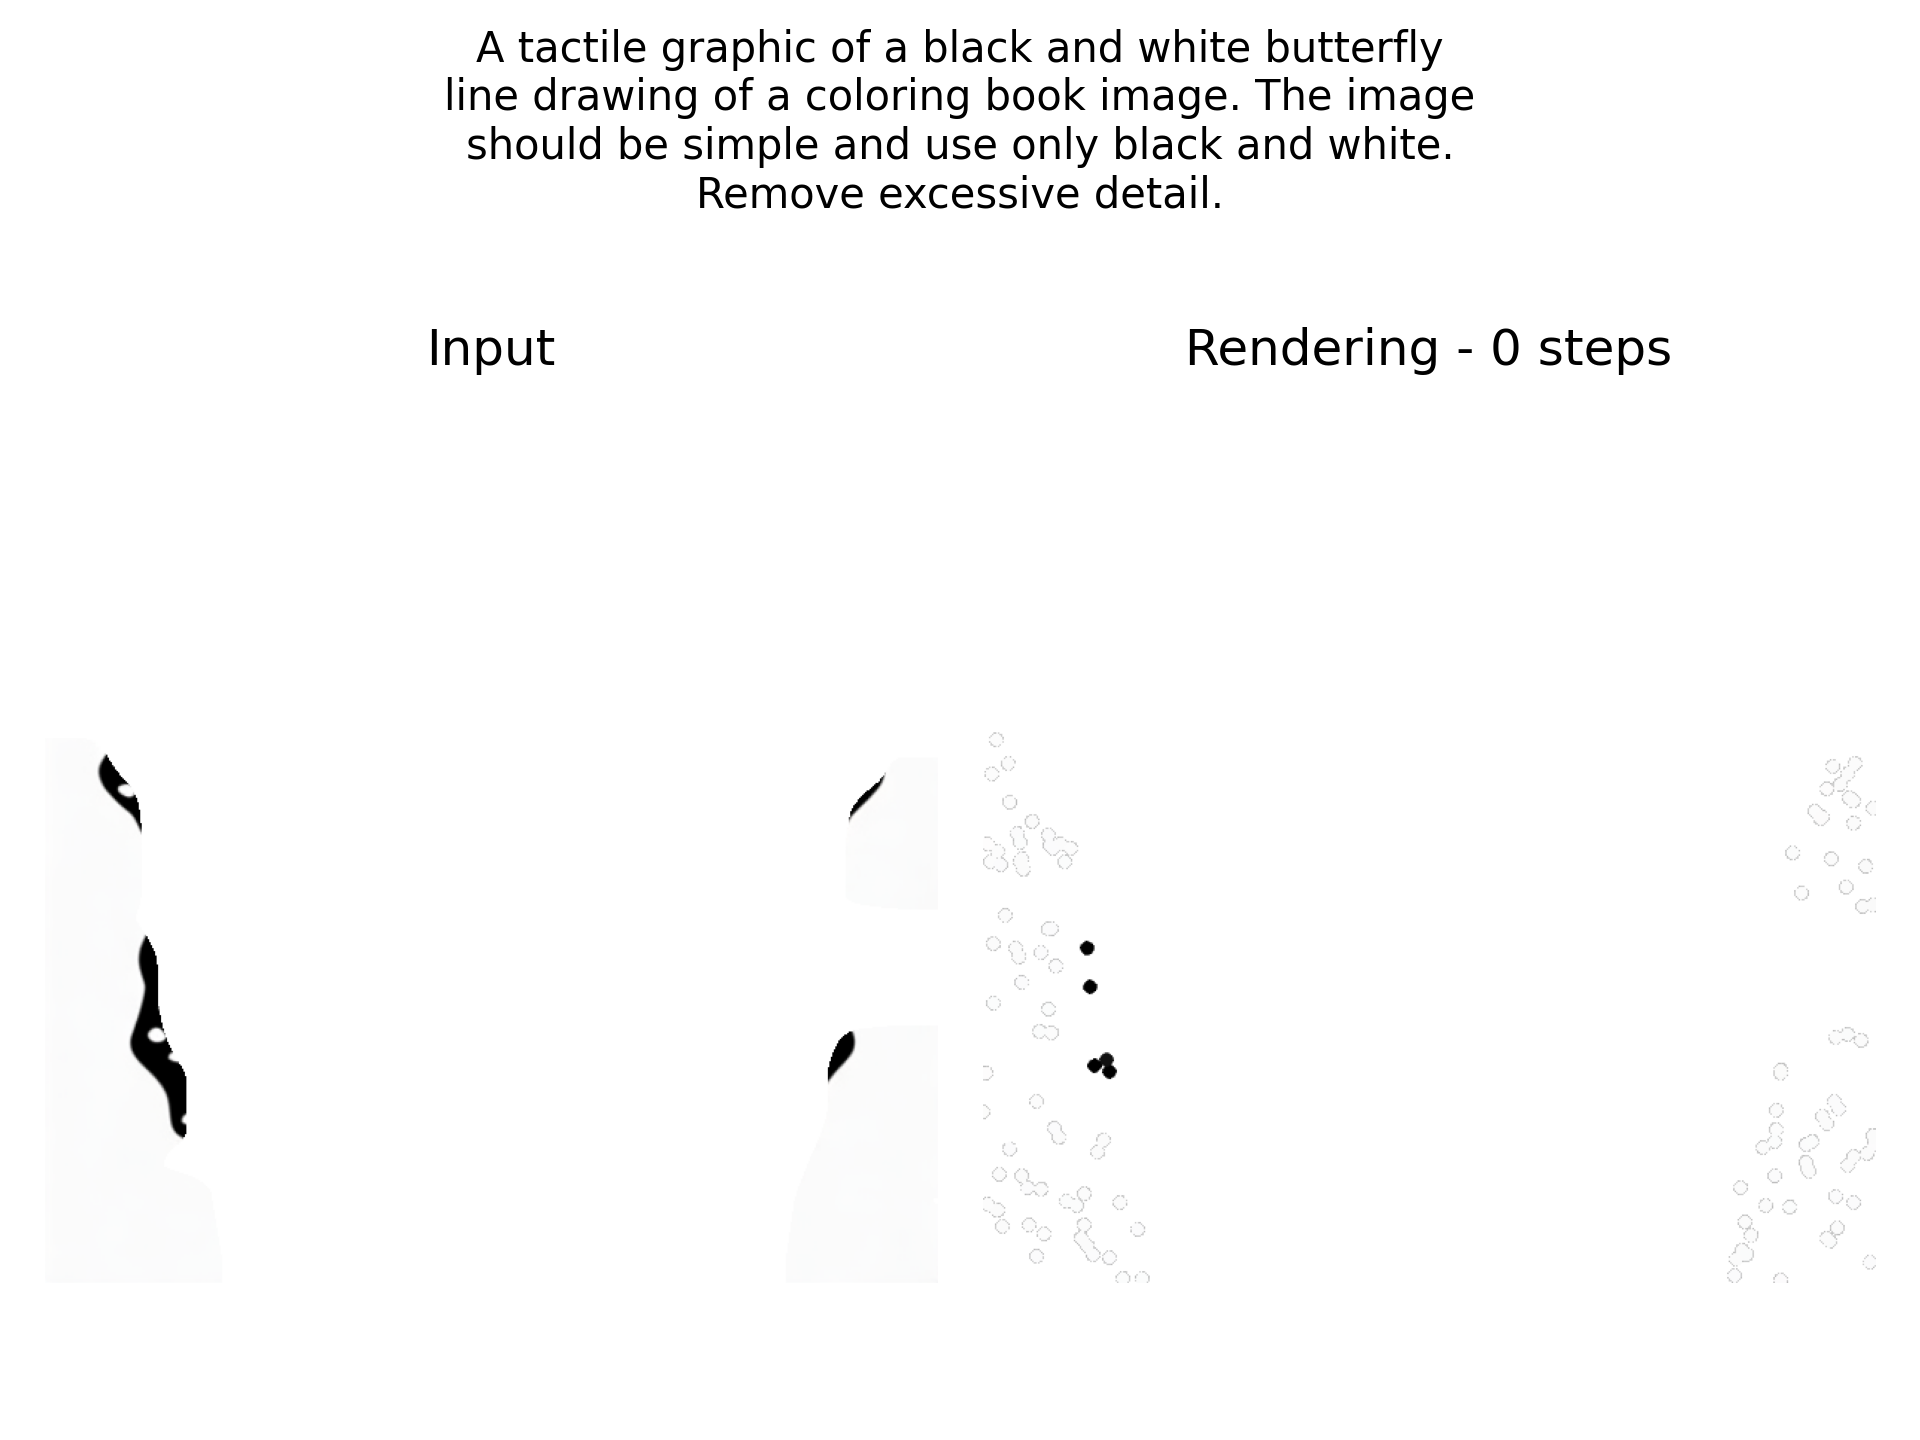 A tactile graphic of a black and white butterfly
line drawing of a coloring book image. The image
should be simple and use only black and white.
Remove excessive detail.
Input
Rendering - 0 steps